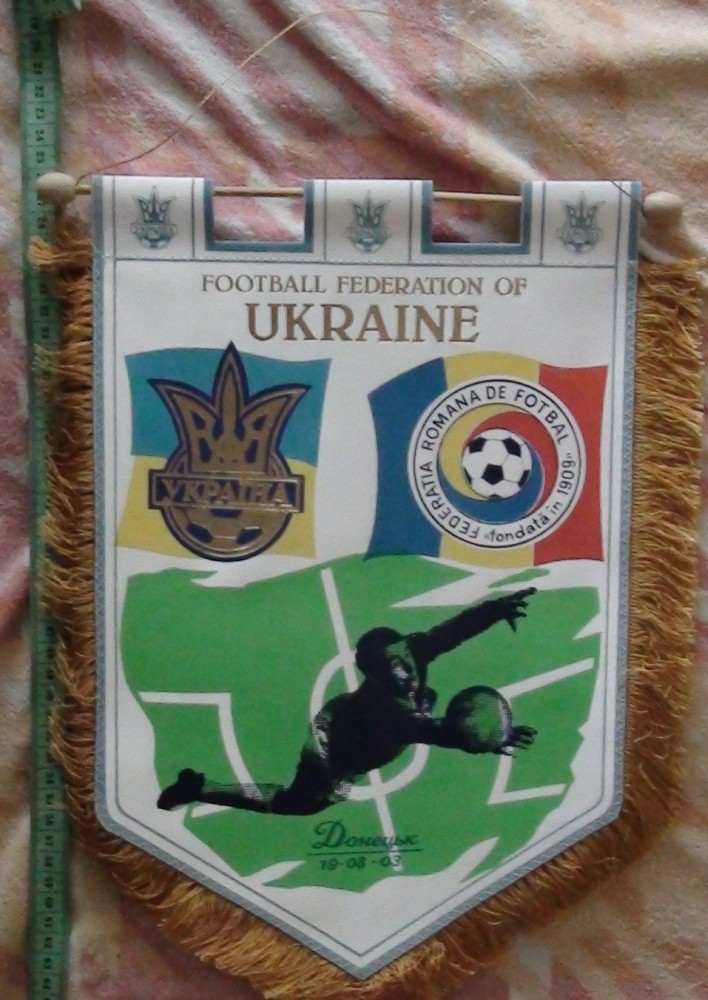 FOOTBALL FEDERATION OF
UKRAINE
УКРАЇНА
FEDERATIA ROMANA DE FOTBAL
„fondată în 1909”
Донецьк
19-08-03